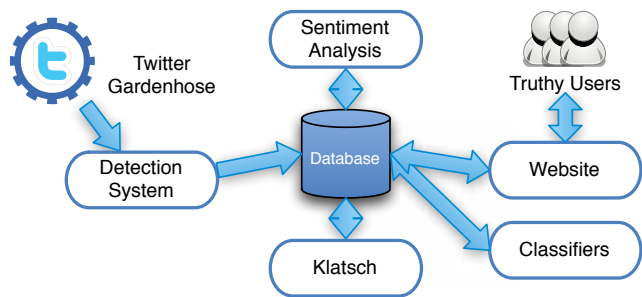 Twitter
Gardenhose
Sentiment
Analysis
Truthy Users
Detection
System
Database
Website
Klatsch
Classifiers